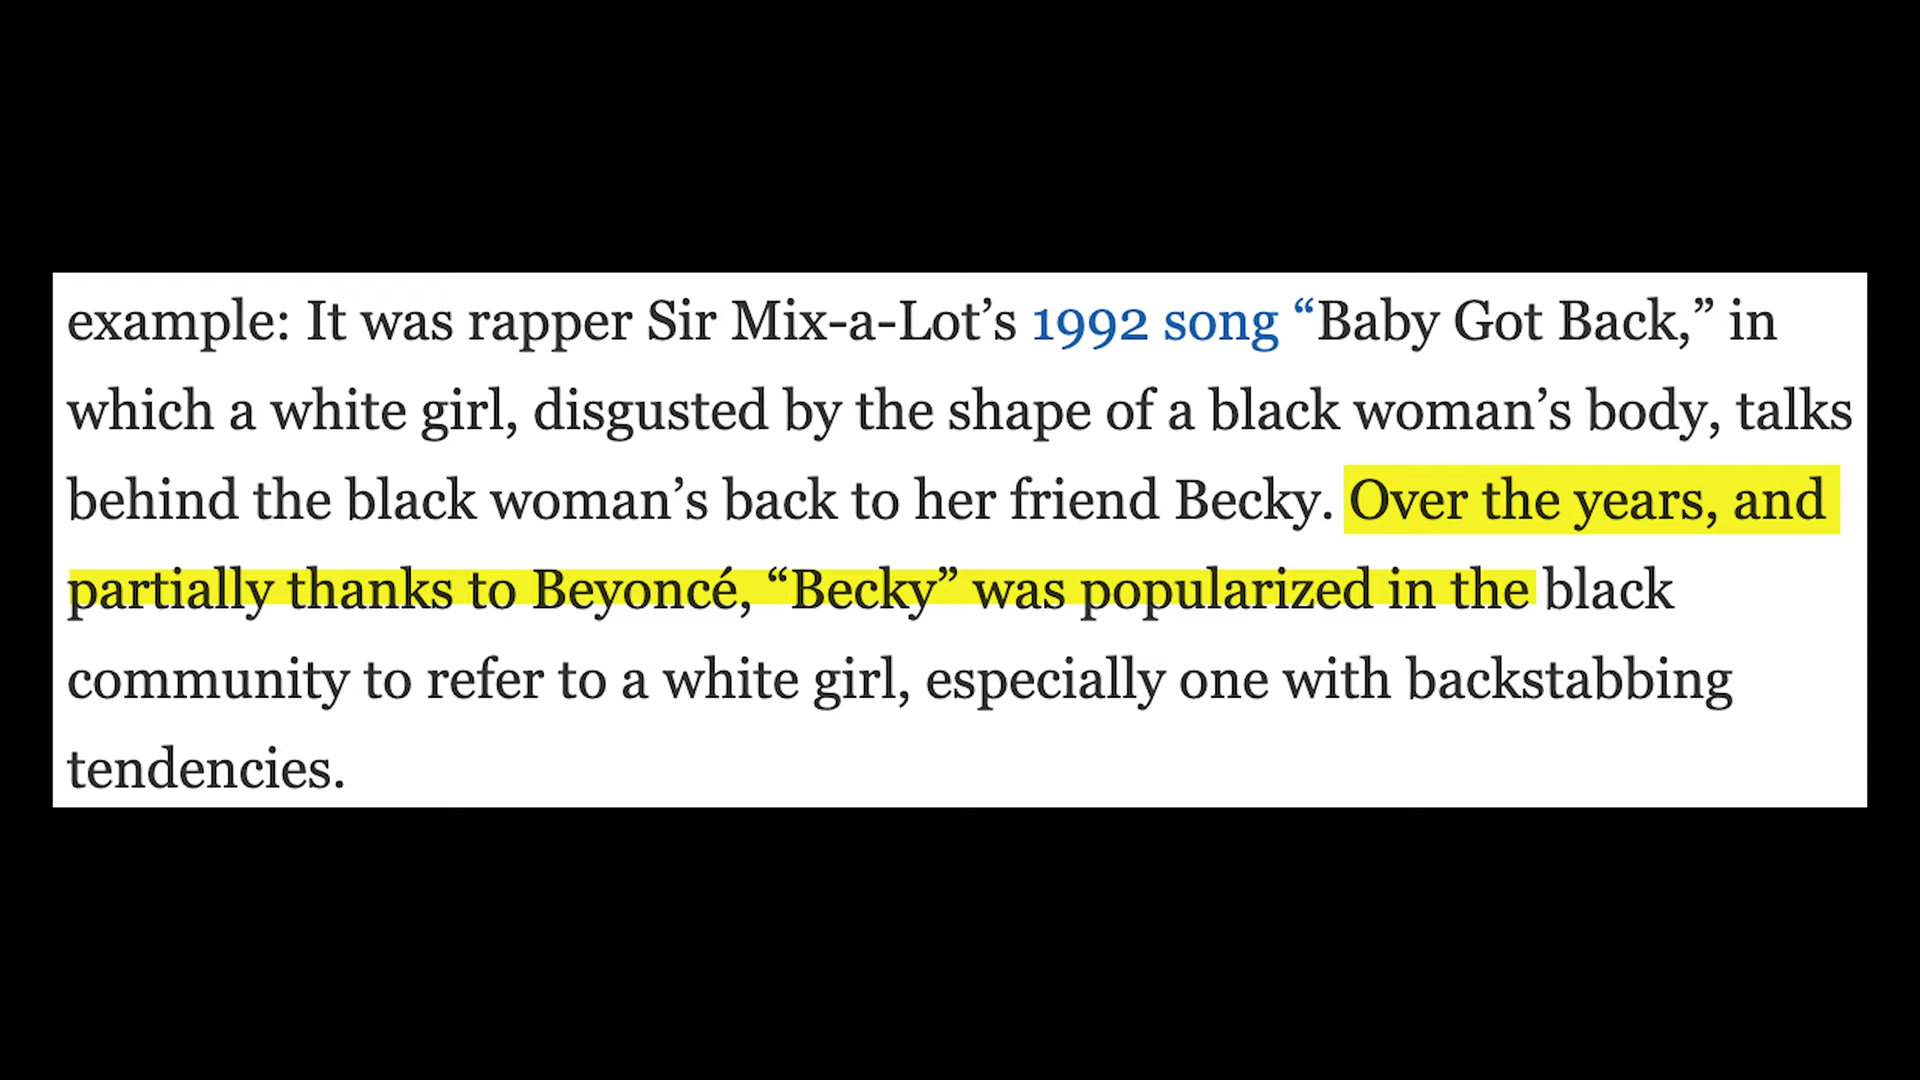 example: It was rapper Sir Mix-a-Lot’s 1992 song “Baby Got Back,” in
which a white girl, disgusted by the shape of a black woman’s body, talks
behind the black woman’s back to her friend Becky. Over the years, and
partially thanks to Beyoncé, “Becky” was popularized in the black
community to refer to a white girl, especially one with backstabbing
tendencies.